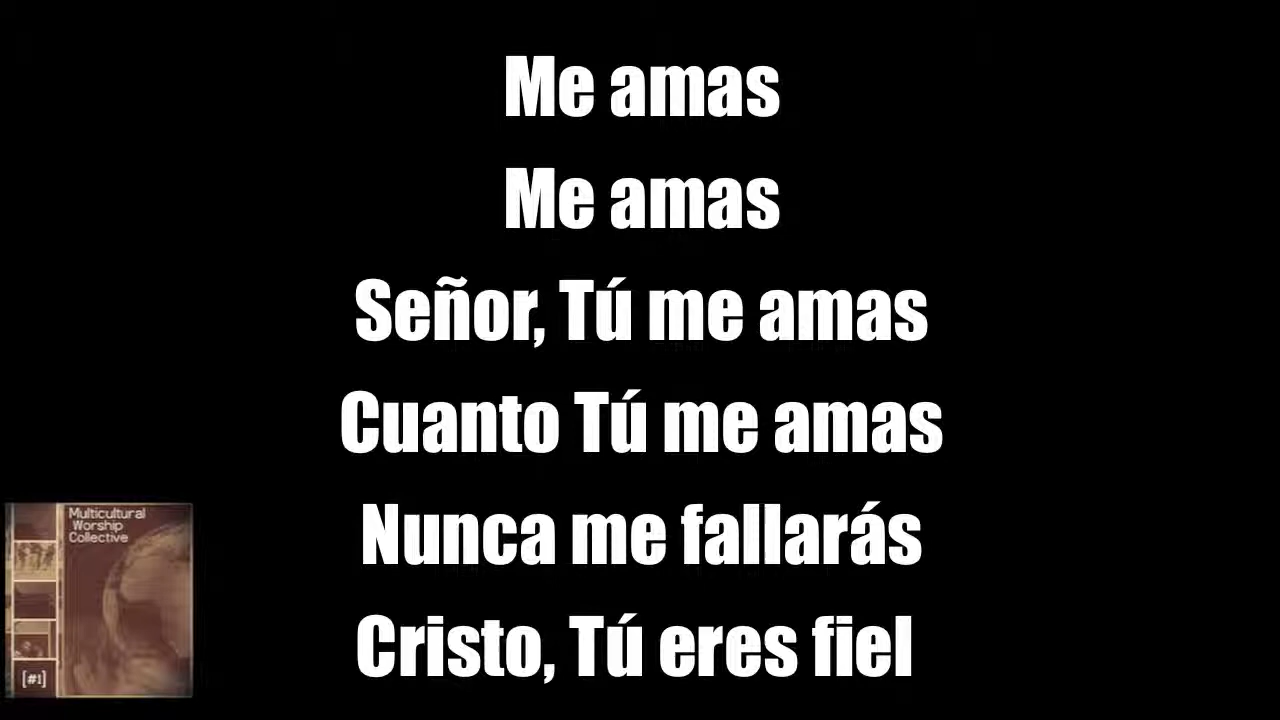 Me amas
Me amas
Señor, Tú me amas
Cuanto Tú me amas
Nunca me fallarás
Cristo, Tú eres fiel
Multicultural
Worship
Collective
[#1]